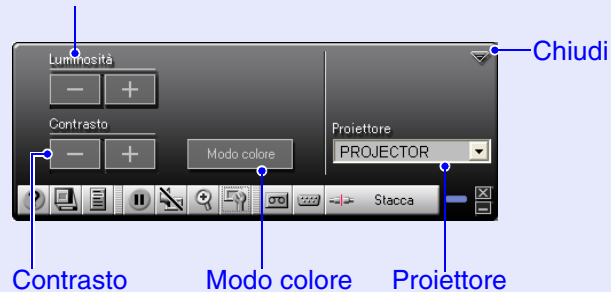 Luminosità
Chiudi
Contrasto
Proiettore
Modo colore
PROJECTOR
Stacca
Contrasto
Modo colore
Proiettore